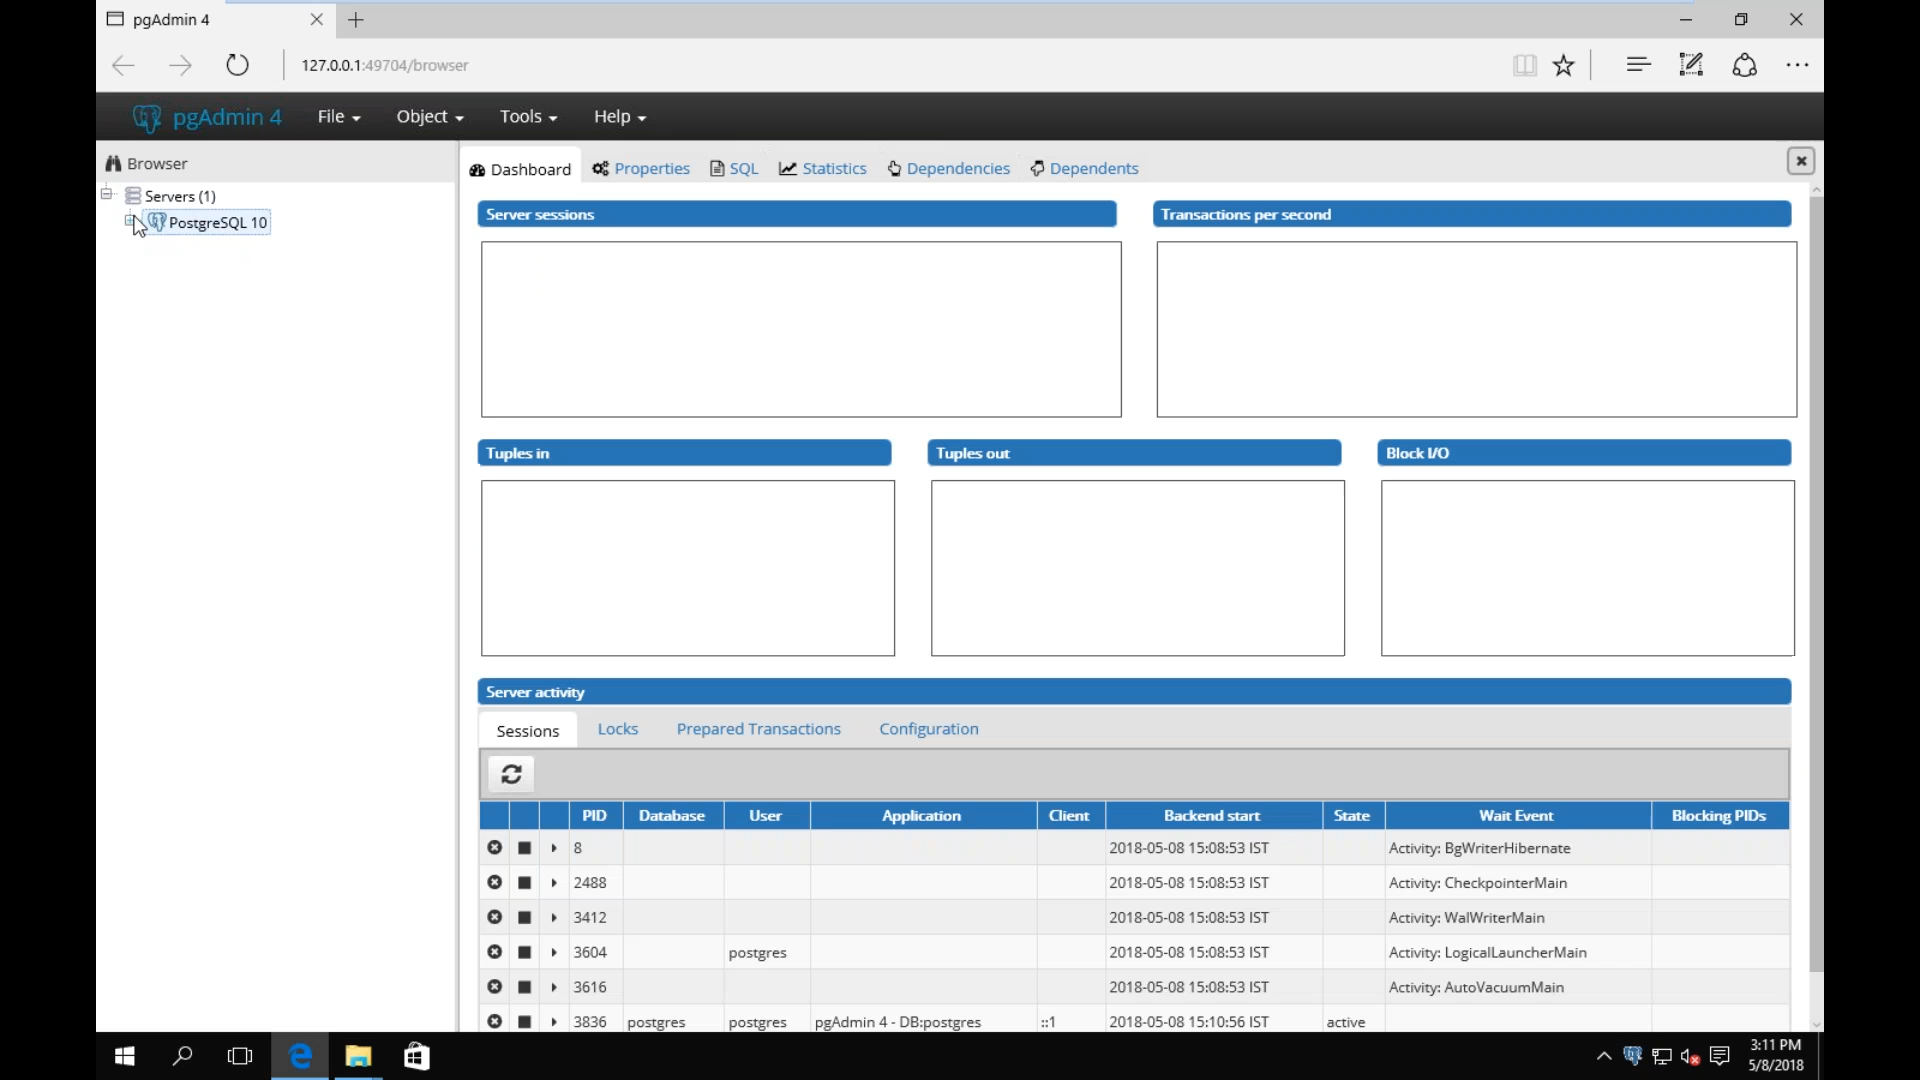 pgAdmin 4
127.0.0.1:49704/browser
pgAdmin 4 File Object Tools Help
Browser
Servers (1)
PostgreSQL 10
Dashboard Properties SQL Statistics Dependencies Dependents
Server sessions Transactions per second
Tuples in Tuples out Block I/O
Server activity
Sessions Locks Prepared Transactions Configuration
PID Database User Application Client Backend start State Wait Event Blocking PIDs
8 2018-05-08 15:08:53 IST Activity: BgWriterHibernate
2488 2018-05-08 15:08:53 IST Activity: CheckpointerMain
3412 2018-05-08 15:08:53 IST Activity: WalWriterMain
3604 postgres 2018-05-08 15:08:53 IST Activity: LogicalLauncherMain
3616 2018-05-08 15:08:53 IST Activity: AutoVacuumMain
3836 postgres postgres pgAdmin 4 - DB:postgres ::1 2018-05-08 15:10:56 IST active
3:11 PM
5/8/2018